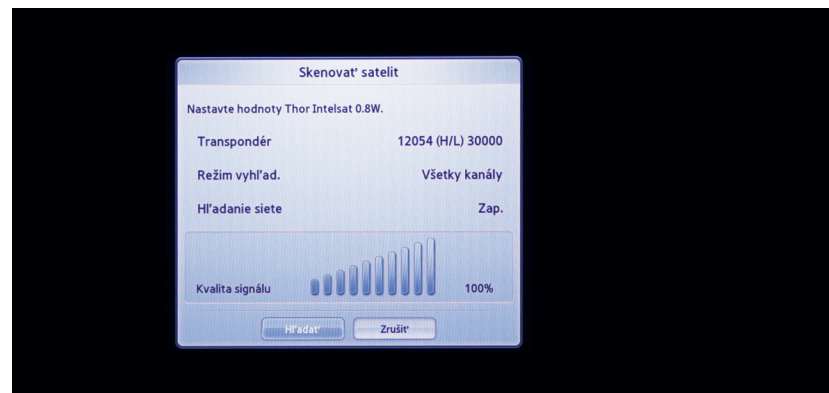 Skenovať satelit
Nastavte hodnoty Thor Intelsat 0.8W.
Transpondér 12054 (H/L) 30000
Režim vyhľad. Všetky kanály
Hľadanie siete Zap.
Kvalita signálu 100%
Hľadať Zrušiť